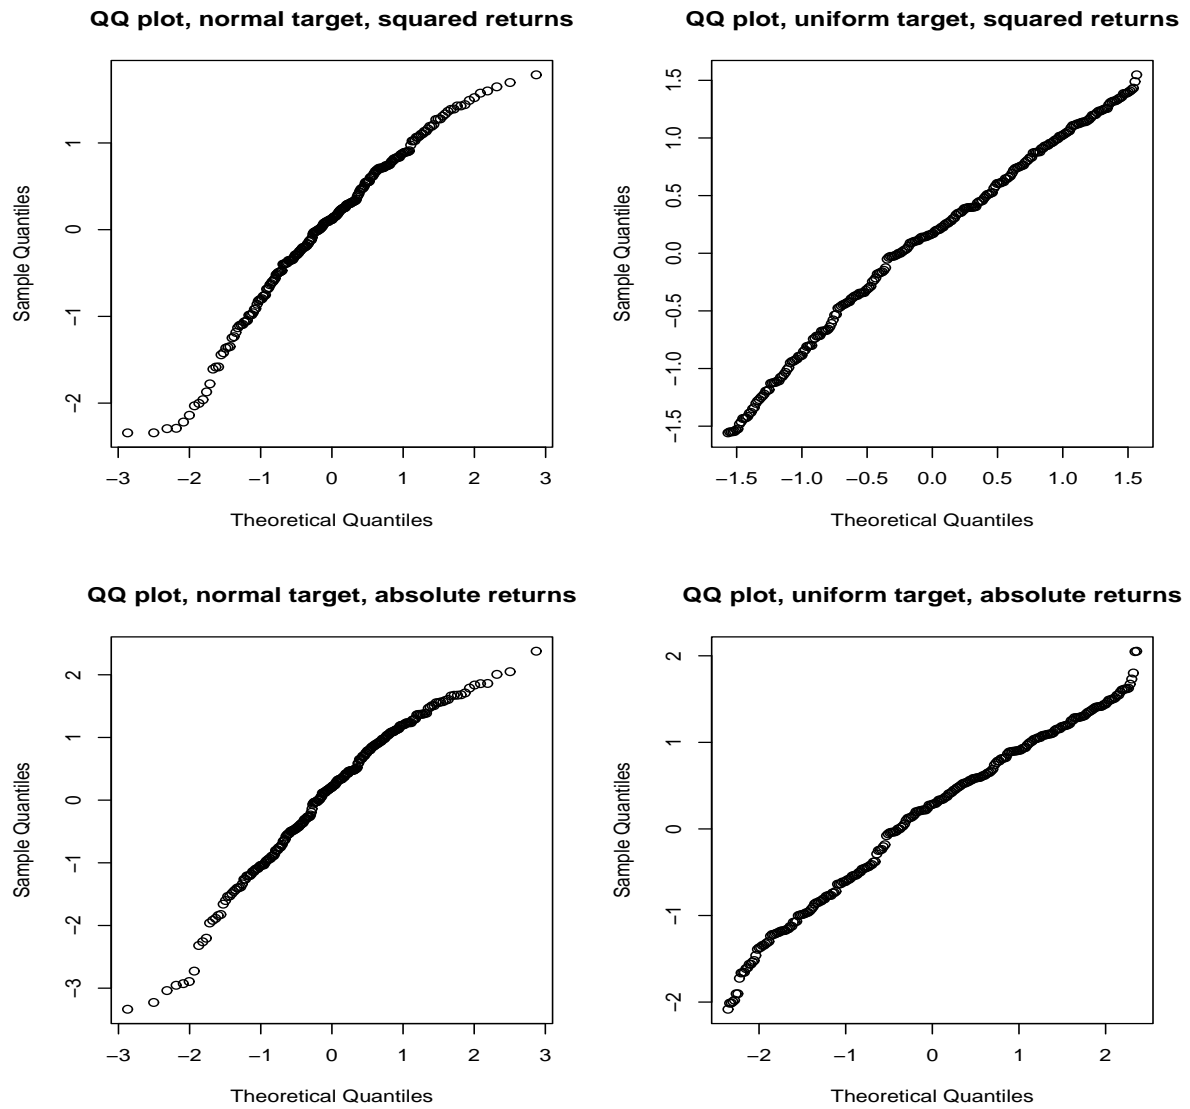 QQ plot, normal target, squared returns
Sample Quantiles
1
0
−1
−2
−3 −2 −1 0 1 2 3
Theoretical Quantiles
QQ plot, uniform target, squared returns
Sample Quantiles
1.5
1.0
0.5
0.0
−0.5
−1.0
−1.5
−1.5 −1.0 −0.5 0.0 0.5 1.0 1.5
Theoretical Quantiles
QQ plot, normal target, absolute returns
Sample Quantiles
2
1
0
−1
−2
−3
−3 −2 −1 0 1 2 3
Theoretical Quantiles
QQ plot, uniform target, absolute returns
Sample Quantiles
2
1
0
−1
−2
−2 −1 0 1 2
Theoretical Quantiles